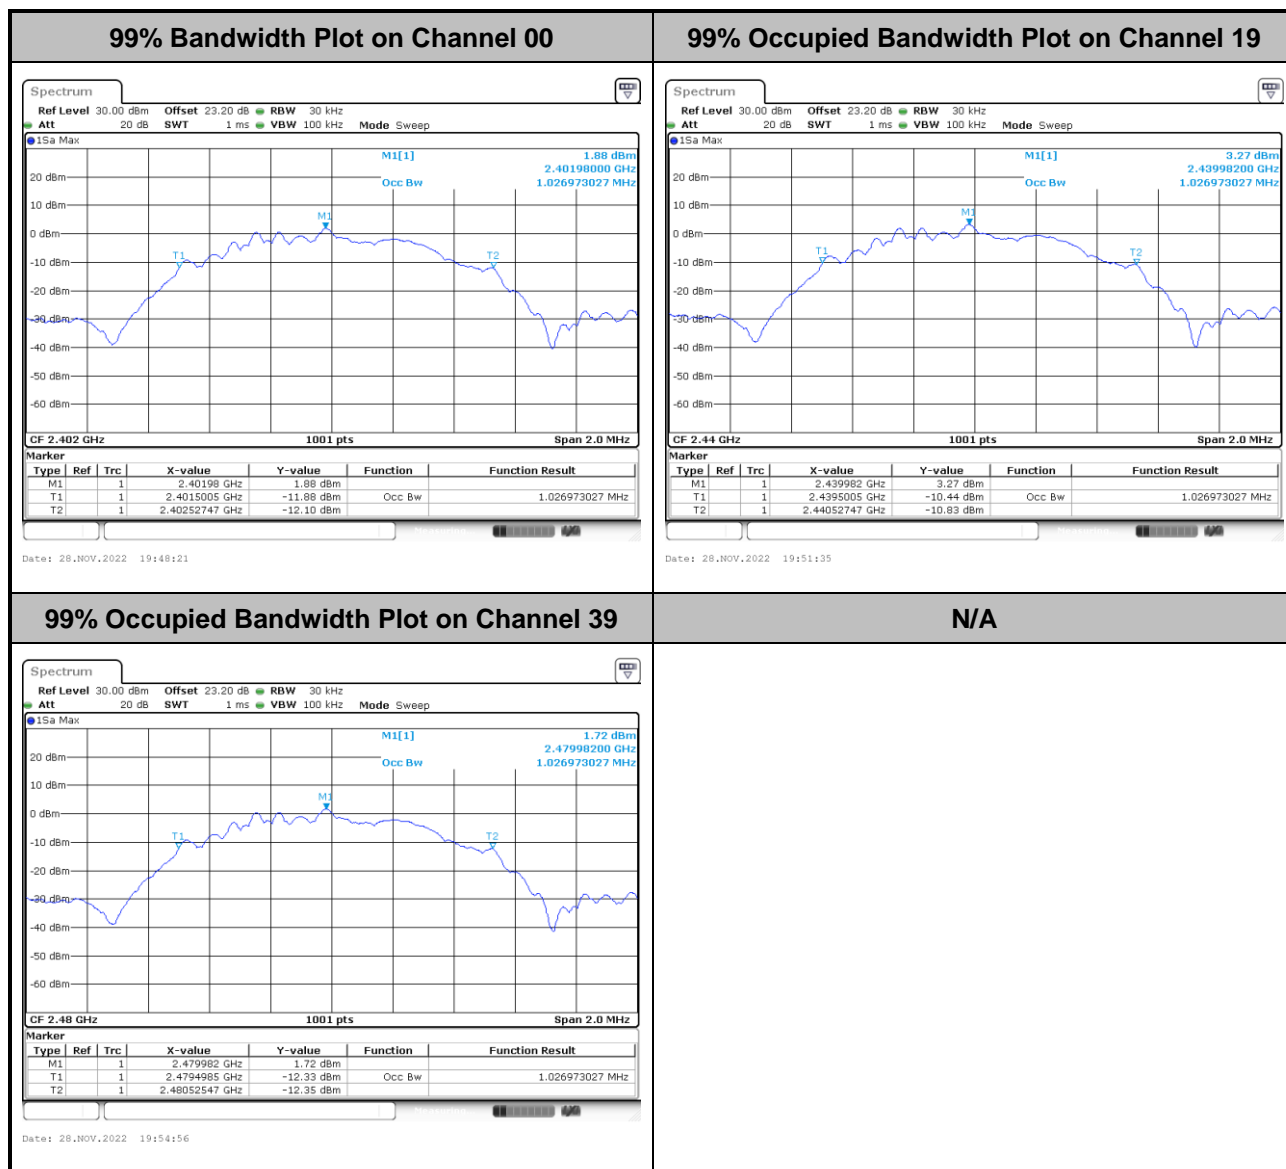 99% Bandwidth Plot on Channel 00
Spectrum
Ref Level 30.00 dBm Offset 23.20 dB RBW 30 kHz
Att 20 dB SWT 1 ms VBW 100 kHz Mode Sweep
1Sa Max
M1[1] 1.88 dBm
2.40198000 GHz
Occ Bw 1.026973027 MHz
20 dBm
10 dBm
M1
0 dBm
T1 T2
-10 dBm
-20 dBm
-30 dBm
-40 dBm
-50 dBm
-60 dBm
CF 2.402 GHz 1001 pts Span 2.0 MHz
Marker
Type Ref Trc X-value Y-value Function Function Result
M1 1 2.40198 GHz 1.88 dBm
T1 1 2.4015005 GHz -11.88 dBm Occ Bw 1.026973027 MHz
T2 1 2.40252747 GHz -12.10 dBm
Date: 28.NOV.2022 19:48:21
99% Occupied Bandwidth Plot on Channel 19
Spectrum
Ref Level 30.00 dBm Offset 23.20 dB RBW 30 kHz
Att 20 dB SWT 1 ms VBW 100 kHz Mode Sweep
1Sa Max
M1[1] 3.27 dBm
2.43998200 GHz
Occ Bw 1.026973027 MHz
20 dBm
10 dBm
M1
0 dBm
T1 T2
-10 dBm
-20 dBm
-30 dBm
-40 dBm
-50 dBm
-60 dBm
CF 2.44 GHz 1001 pts Span 2.0 MHz
Marker
Type Ref Trc X-value Y-value Function Function Result
M1 1 2.439982 GHz 3.27 dBm
T1 1 2.4395005 GHz -10.44 dBm Occ Bw 1.026973027 MHz
T2 1 2.44052747 GHz -10.83 dBm
Date: 28.NOV.2022 19:51:35
99% Occupied Bandwidth Plot on Channel 39
Spectrum
Ref Level 30.00 dBm Offset 23.20 dB RBW 30 kHz
Att 20 dB SWT 1 ms VBW 100 kHz Mode Sweep
1Sa Max
M1[1] 1.72 dBm
2.47998200 GHz
Occ Bw 1.026973027 MHz
20 dBm
10 dBm
M1
0 dBm
T1 T2
-10 dBm
-20 dBm
-30 dBm
-40 dBm
-50 dBm
-60 dBm
CF 2.48 GHz 1001 pts Span 2.0 MHz
Marker
Type Ref Trc X-value Y-value Function Function Result
M1 1 2.479982 GHz 1.72 dBm
T1 1 2.4794985 GHz -12.33 dBm Occ Bw 1.026973027 MHz
T2 1 2.48052547 GHz -12.35 dBm
Date: 28.NOV.2022 19:54:56
N/A